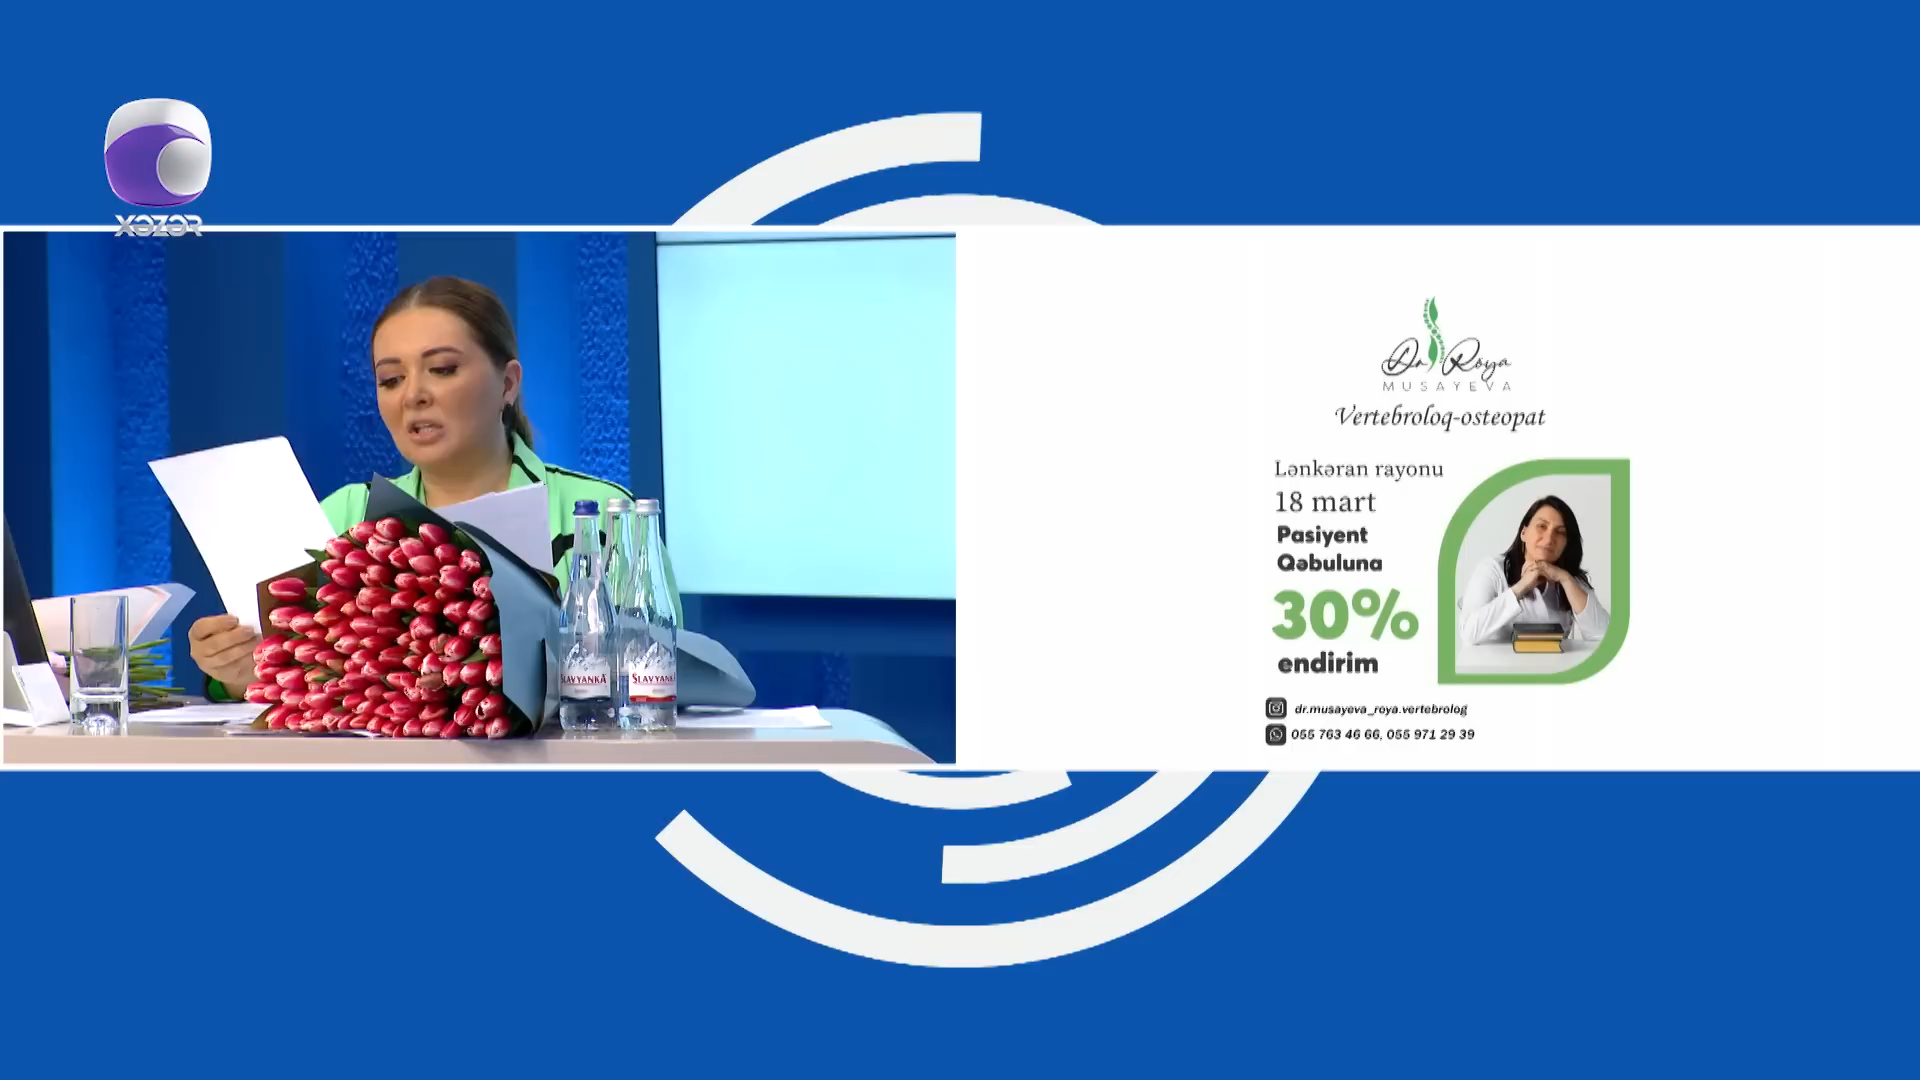 XƏZƏR
SLAVYANKA
SLAVYANKA
Dr Röya
MUSAYEVA
Vertebroloq-osteopat
Lənkəran rayonu
18 mart
Pasiyent
Qəbuluna
30%
endirim
dr.musayeva_roya.vertebrolog
055 763 46 66, 055 971 29 39